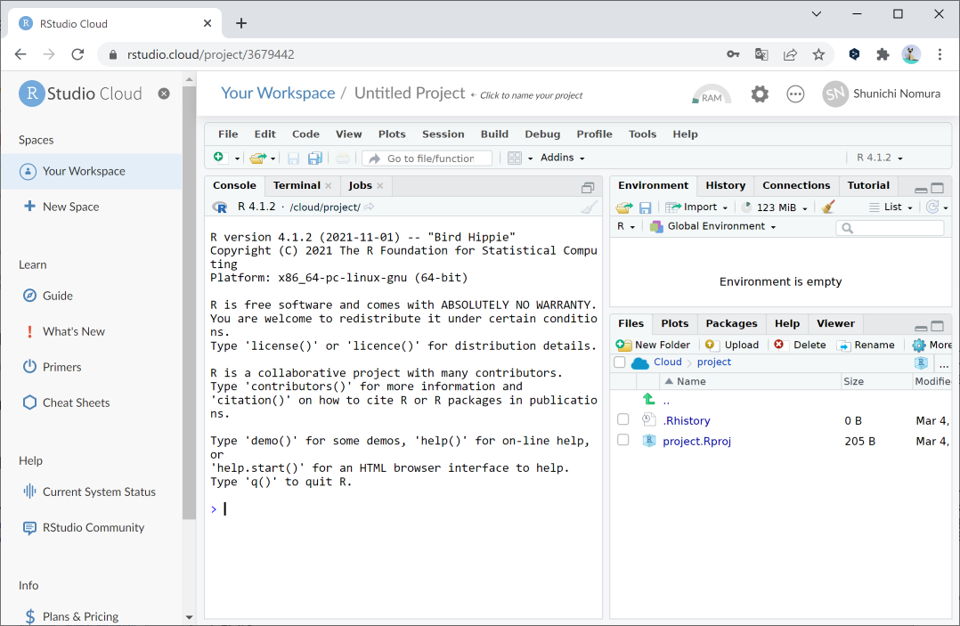 RStudio Cloud
rstudio.cloud/project/3679442
R Studio Cloud
Your Workspace / Untitled Project ← Click to name your project
RAM
SN Shunichi Nomura
Spaces
Your Workspace
New Space
Learn
Guide
What's New
Primers
Cheat Sheets
Help
Current System Status
RStudio Community
Info
Plans & Pricing
File Edit Code View Plots Session Build Debug Profile Tools Help
Go to file/function Addins R 4.1.2
Console Terminal Jobs
R 4.1.2 · /cloud/project/
R version 4.1.2 (2021-11-01) -- "Bird Hippie"
Copyright (C) 2021 The R Foundation for Statistical Compu
ting
Platform: x86_64-pc-linux-gnu (64-bit)
R is free software and comes with ABSOLUTELY NO WARRANTY.
You are welcome to redistribute it under certain conditio
ns.
Type 'license()' or 'licence()' for distribution details.
R is a collaborative project with many contributors.
Type 'contributors()' for more information and
'citation()' on how to cite R or R packages in publicatio
ns.
Type 'demo()' for some demos, 'help()' for on-line help,
or
'help.start()' for an HTML browser interface to help.
Type 'q()' to quit R.
>
Environment History Connections Tutorial
Import 123 MiB List
R Global Environment
Environment is empty
Files Plots Packages Help Viewer
New Folder Upload Delete Rename More
Cloud project ...
Name Size Modifie
..
.Rhistory 0 B Mar 4,
project.Rproj 205 B Mar 4,